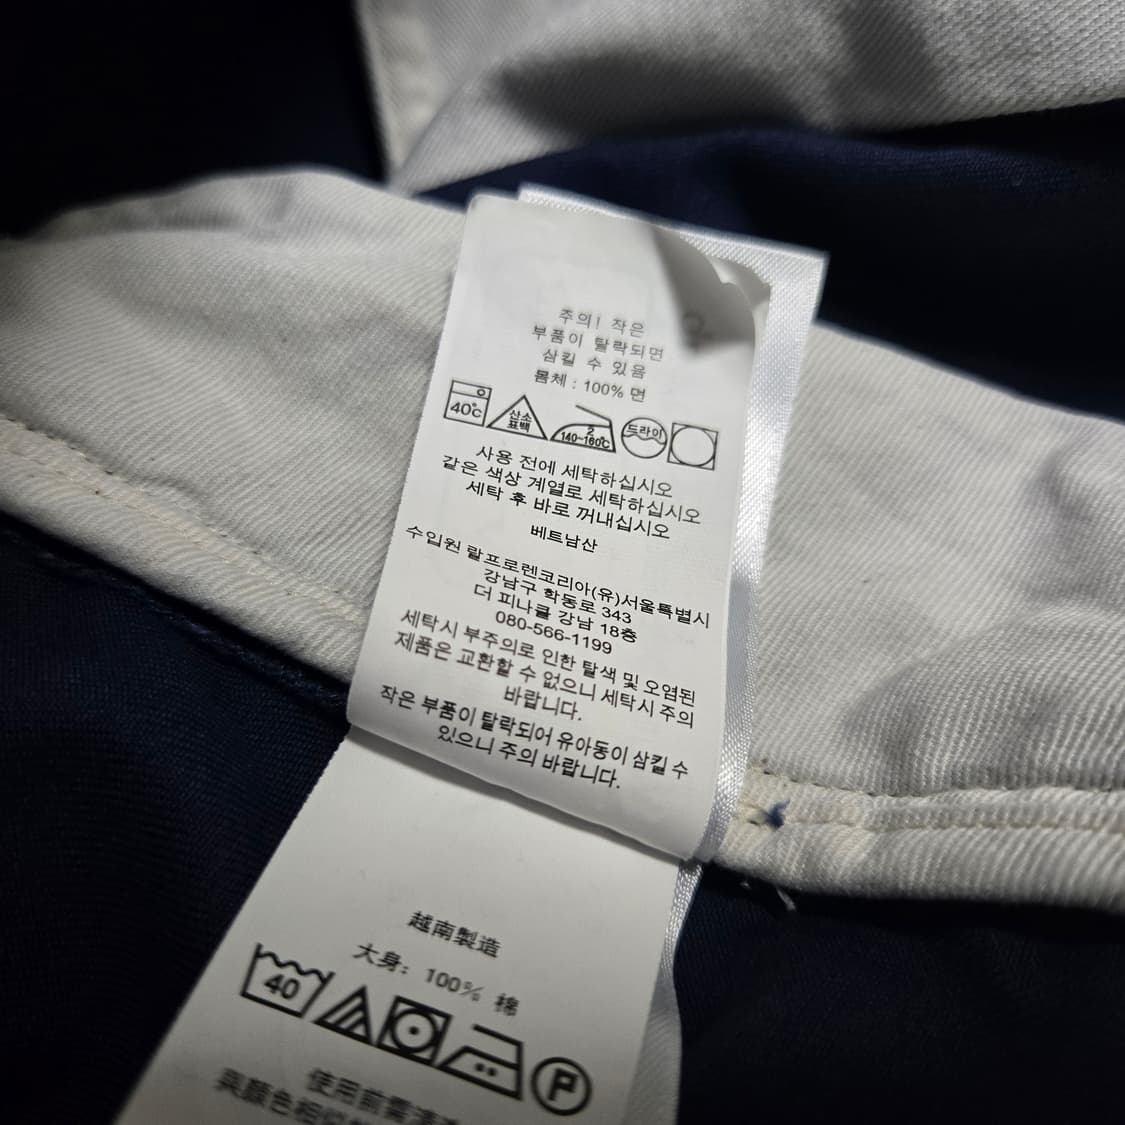 주의! 작은
부품이 탈락되면
삼킬 수 있음
몸체 : 100% 면
40℃ 산소 표백 2 140~160℃ 드라이
사용 전에 세탁하십시오
같은 색상 계열로 세탁하십시오
세탁 후 바로 꺼내십시오
베트남산
수입원 랄프로렌코리아(유)서울특별시
강남구 학동로 343
더 피나클 강남 18층
080-566-1199
세탁시 부주의로 인한 탈색 및 오염된
제품은 교환할 수 없으니 세탁시 주의
바랍니다.
작은 부품이 탈락되어 유아동이 삼킬 수
있으니 주의 바랍니다.
越南製造
大身: 100% 棉
40 P
使用前需清
與顏色相